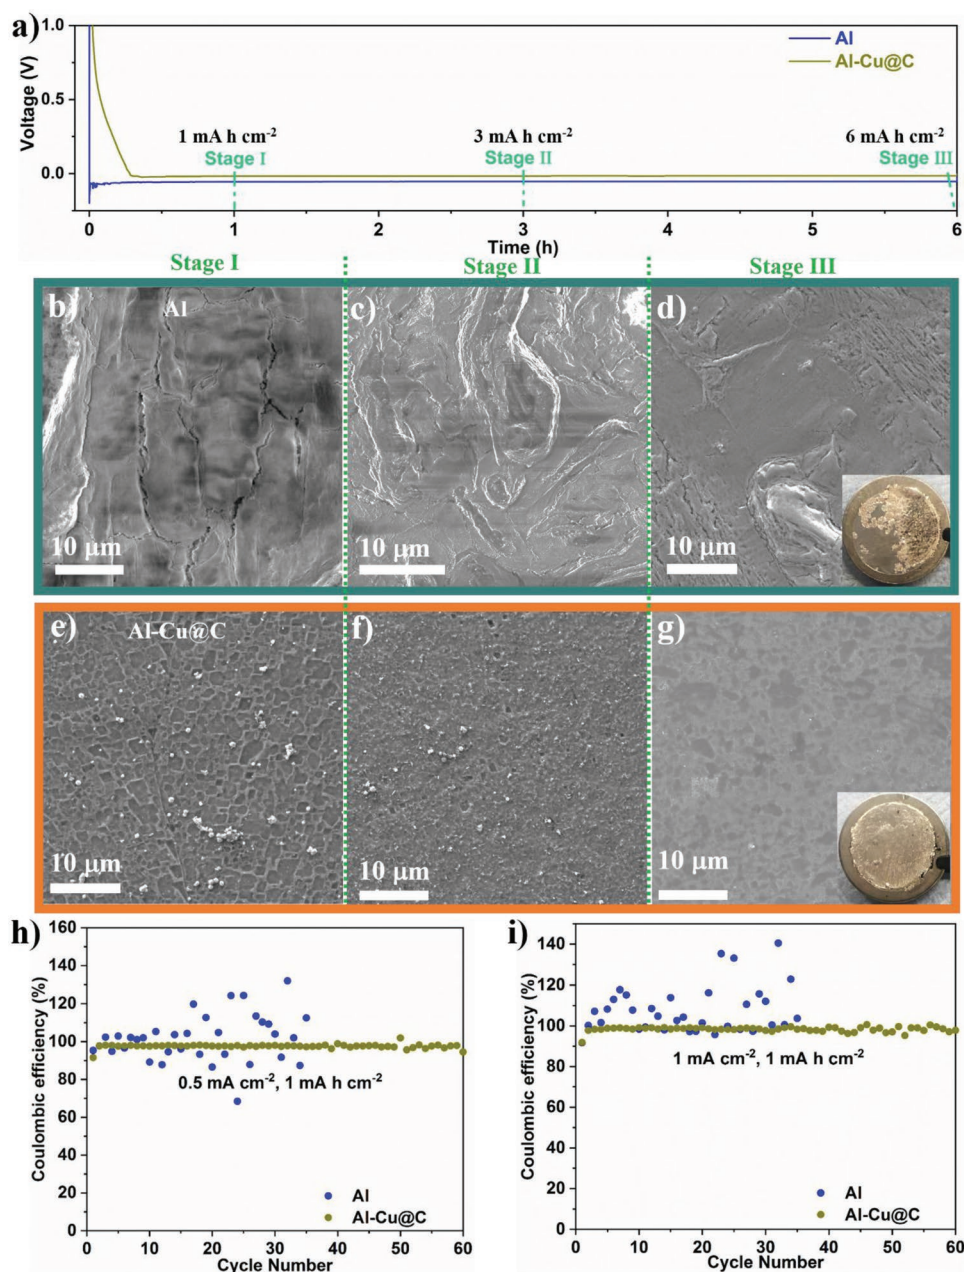 a)
1.0
0.5
0.0
Voltage (V)
Al
Al-Cu@C
1 mA h cm-2
3 mA h cm-2
6 mA h cm-2
Stage I
Stage II
Stage III
0 1 2 3 4 5 6
Time (h)
Stage I Stage II Stage III
b) Al
10 μm
c)
10 μm
d)
10 μm
e) Al-Cu@C
10 μm
f)
10 μm
g)
10 μm
h)
Coulombic efficiency (%)
160
140
120
100
80
60
40
20
0
0.5 mA cm-2, 1 mA h cm-2
Al
Al-Cu@C
0 10 20 30 40 50 60
Cycle Number
i)
Coulombic efficiency (%)
140
120
100
80
60
40
20
0
1 mA cm-2, 1 mA h cm-2
Al
Al-Cu@C
0 10 20 30 40 50 60
Cycle Number